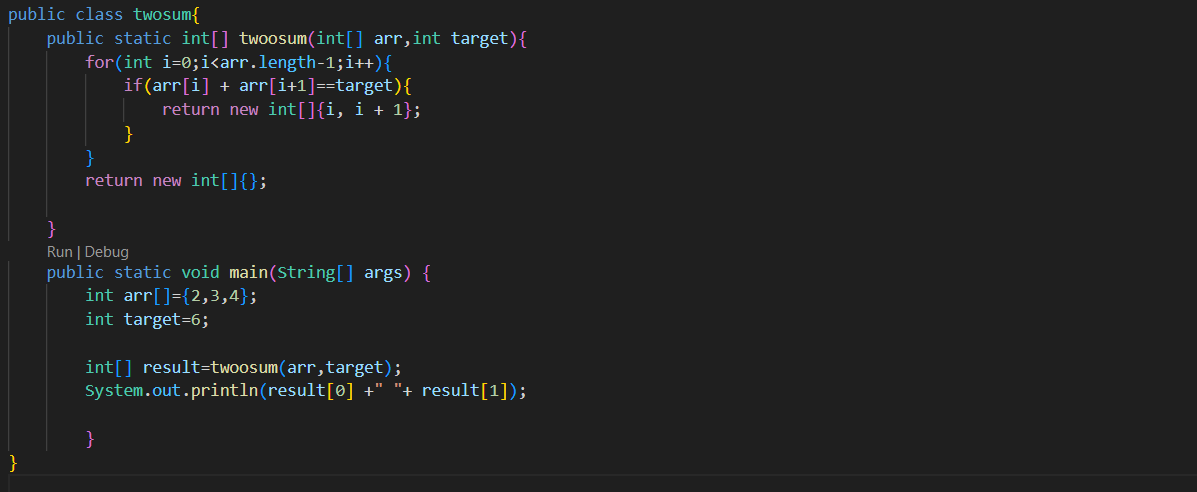 public class twosum{
    public static int[] twoosum(int[] arr,int target){
        for(int i=0;i<arr.length-1;i++){
            if(arr[i] + arr[i+1]==target){
                return new int[]{i, i + 1};
            }
        }
        return new int[]{};
    }
    Run | Debug
    public static void main(String[] args) {
        int arr[]={2,3,4};
        int target=6;
        int[] result=twoosum(arr,target);
        System.out.println(result[0] +" "+ result[1]);
        }
}